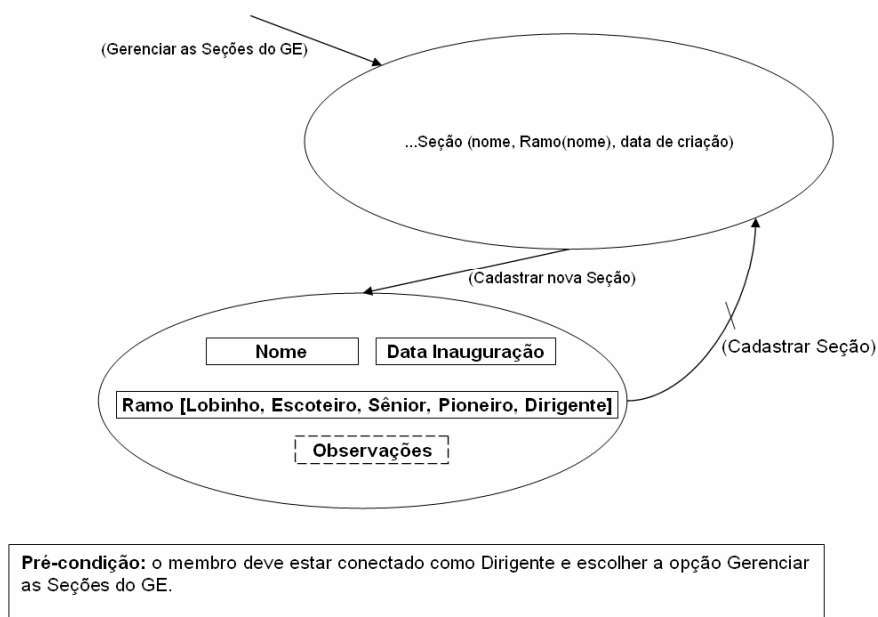 (Gerenciar as Seções do GE)
...Seção (nome, Ramo(nome), data de criação)
(Cadastrar nova Seção)
(Cadastrar Seção)
Nome
Data Inauguração
Ramo [Lobinho, Escoteiro, Sênior, Pioneiro, Dirigente]
Observações
Pré-condição: o membro deve estar conectado como Dirigente e escolher a opção Gerenciar
as Seções do GE.